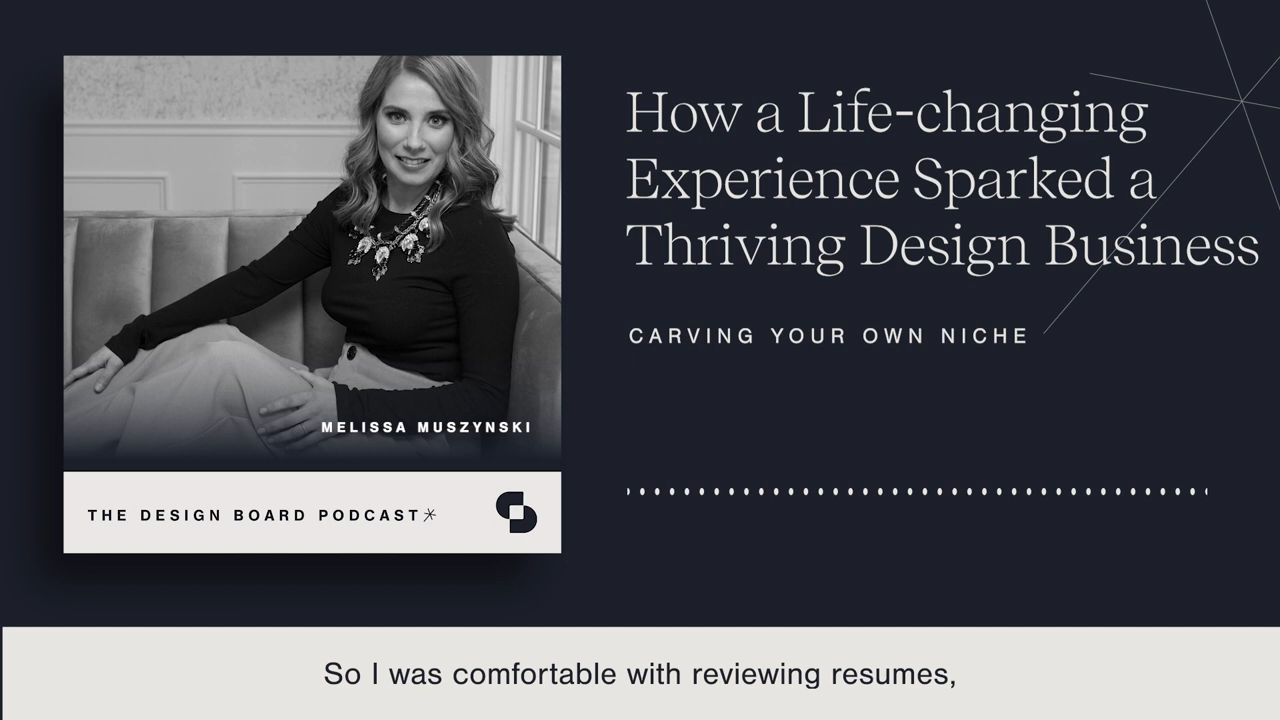 How a Life-changing
Experience Sparked a
Thriving Design Business
CARVING YOUR OWN NICHE
MELISSA MUSZYNSKI
THE DESIGN BOARD PODCAST
So I was comfortable with reviewing resumes,